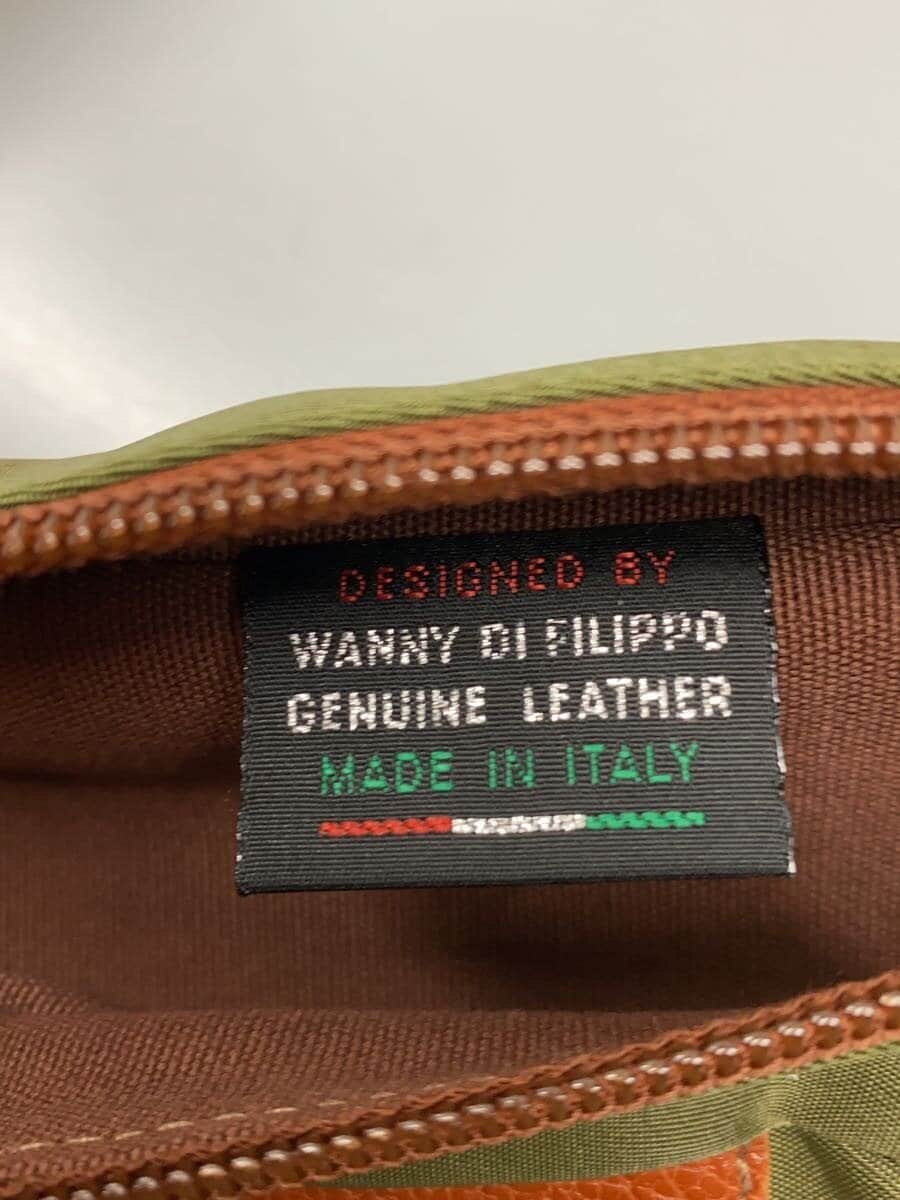 DESIGNED BY
WANNY DI FILIPPO
GENUINE LEATHER
MADE IN ITALY